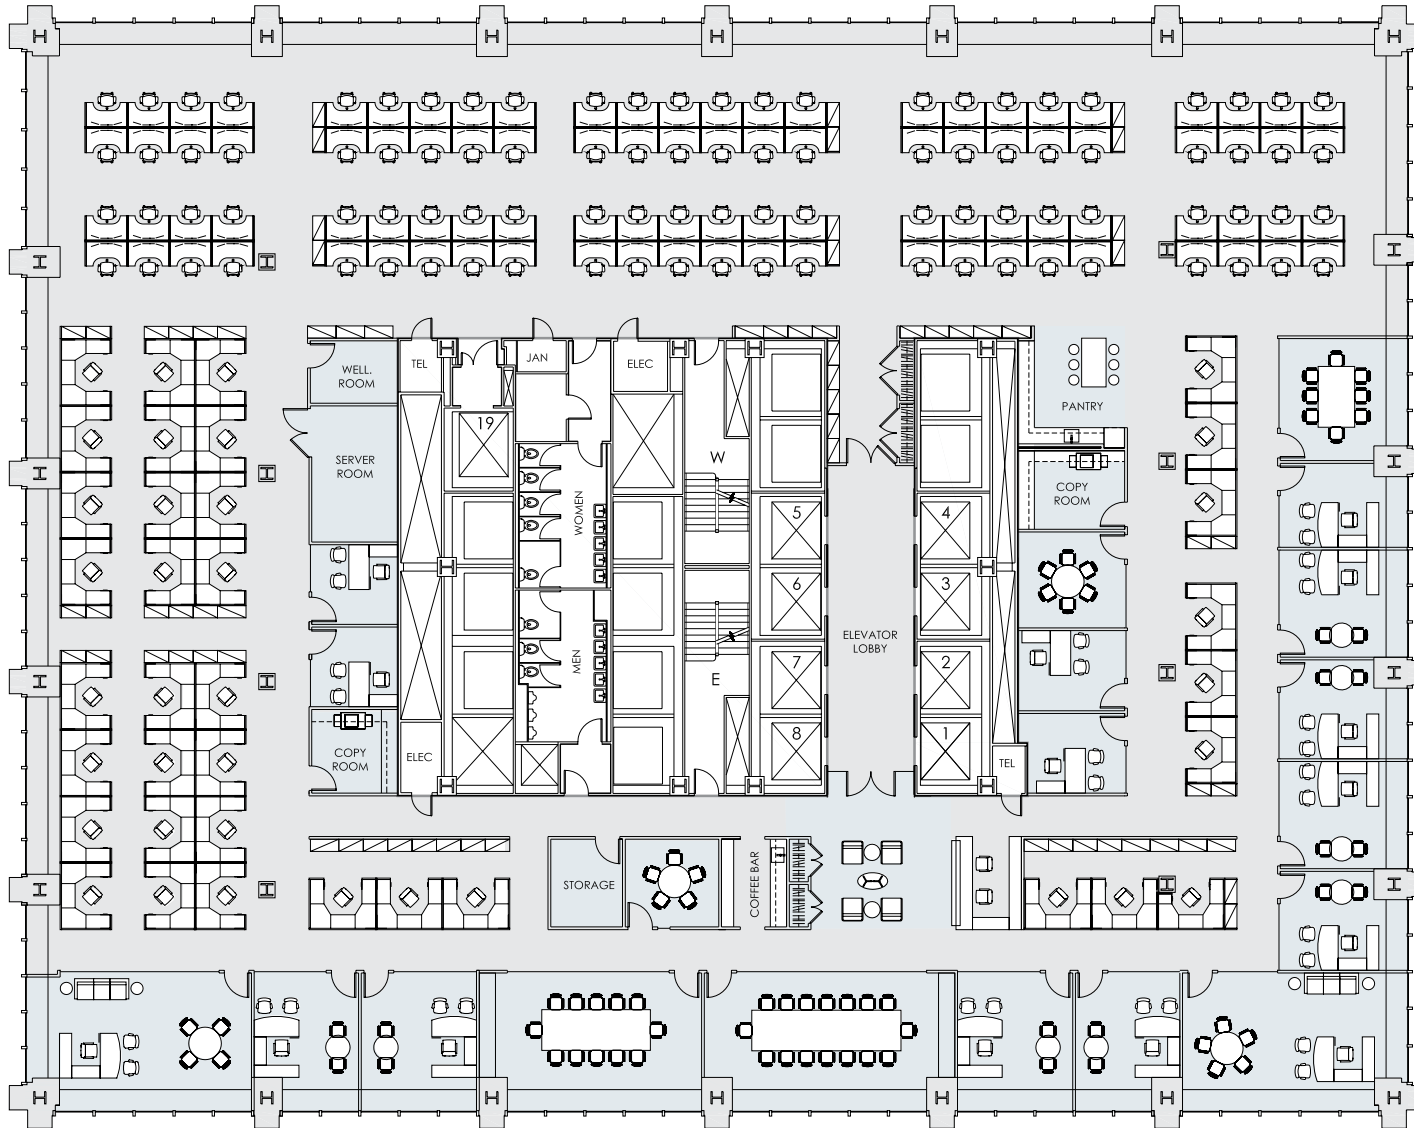 TEL
JAN
ELEC
WELL.
ROOM
PANTRY
19
W
SERVER
ROOM
COPY
ROOM
WOMEN
5
4
6
3
ELEVATOR
LOBBY
MEN
7
2
E
8
1
COPY
ROOM
ELEC
TEL
STORAGE
COFFEE BAR